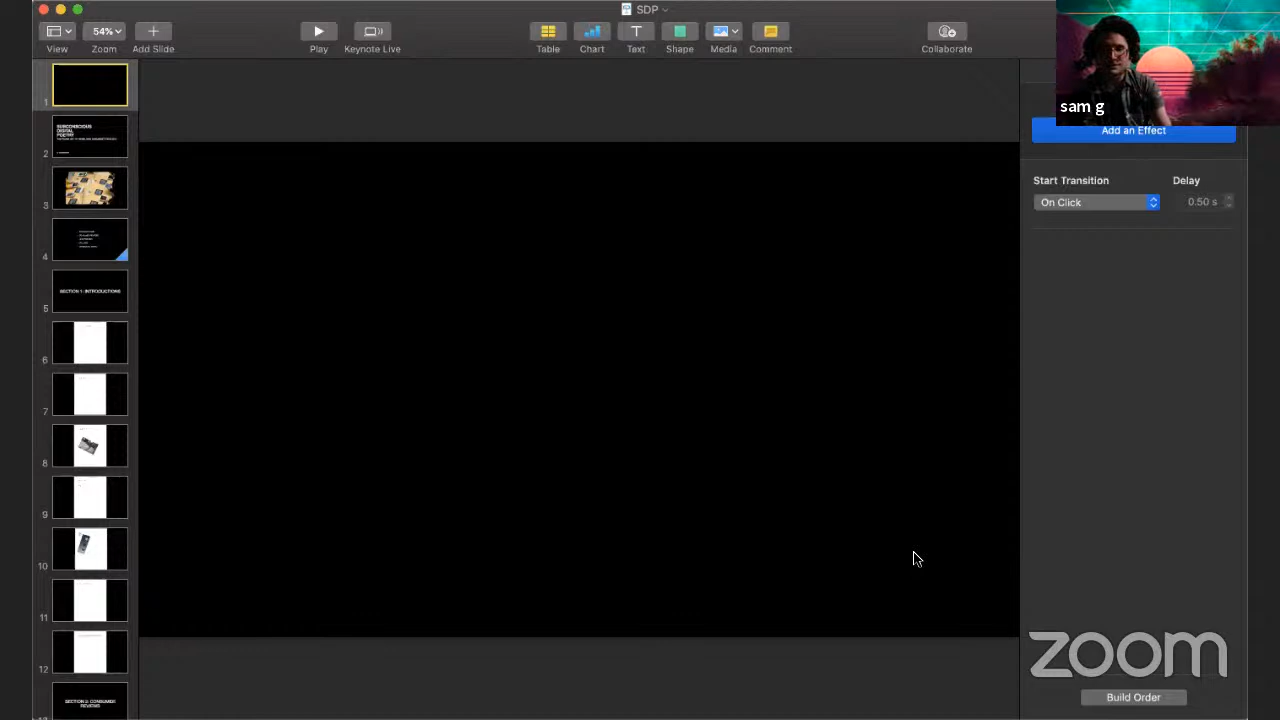 SDP
54%
View
Zoom
Add Slide
Play
Keynote Live
Table
Chart
Text
Shape
Media
Comment
Collaborate
sam g
Add an Effect
Start Transition
Delay
On Click
0.50 s
1
SUBCONSCIOUS
DIGITAL
POETRY
2
3
4
SECTION 1: INTRODUCTIONS
5
6
7
8
9
10
11
12
SECTION 2: CONSUMER
REVIEWS
zoom
Build Order